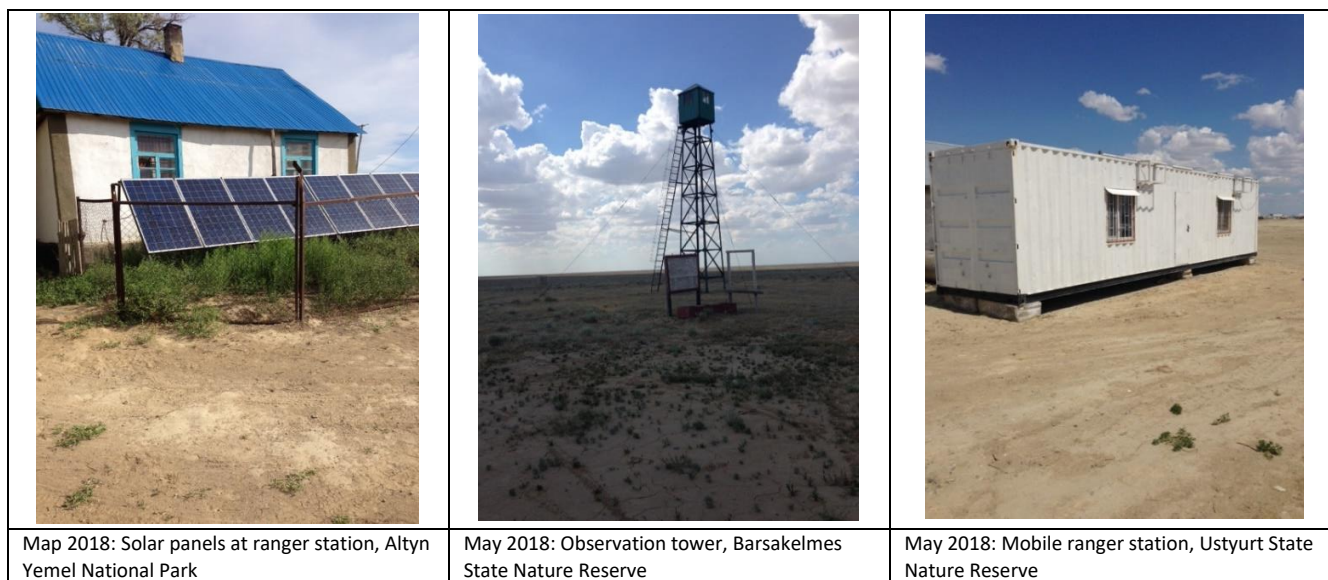 Map 2018: Solar panels at ranger station, Altyn
Yemel National Park
May 2018: Observation tower, Barsakelmes
State Nature Reserve
May 2018: Mobile ranger station, Ustyurt State
Nature Reserve